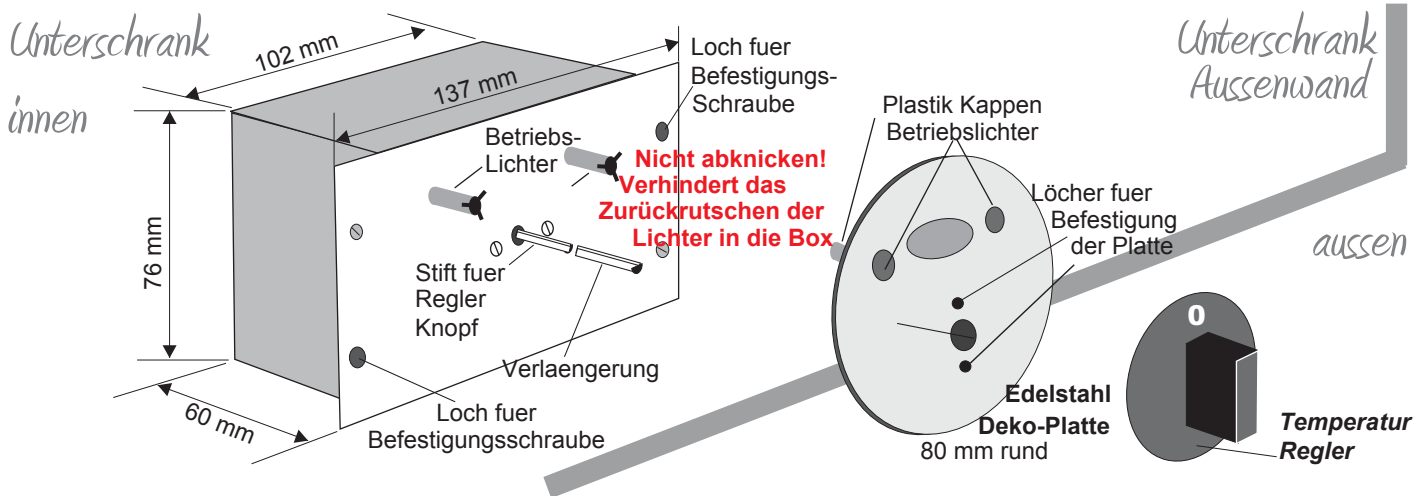 Unterschrank
innen
102 mm
137 mm
76 mm
60 mm
Loch fuer
Befestigungs-
Schraube
Betriebs-
Lichter
Nicht abknicken!
Verhindert das
Zurückrutschen der
Lichter in die Box
Stift fuer
Regler
Knopf
Verlaengerung
Loch fuer
Befestigungsschraube
Plastik Kappen
Betriebslichter
Löcher fuer
Befestigung
der Platte
Edelstahl
Deko-Platte
80 mm rund
Unterschrank
Aussenwand
aussen
0
Temperatur
Regler